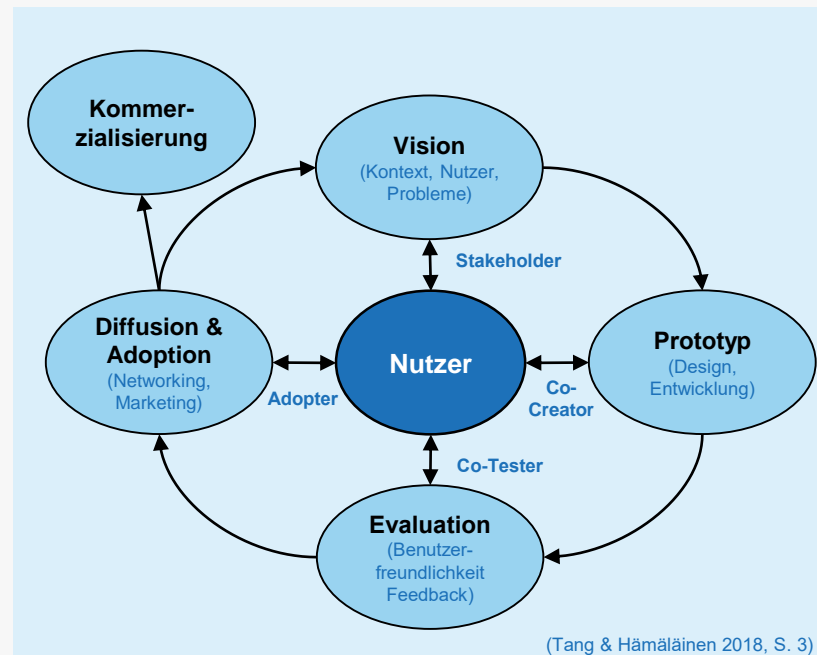 Kommer-
zialisierung
Vision
(Kontext, Nutzer,
Probleme)
Stakeholder
Diffusion &
Adoption
(Networking,
Marketing)
Adopter
Nutzer
Co-
Creator
Prototyp
(Design,
Entwicklung)
Co-Tester
Evaluation
(Benutzer-
freundlichkeit
Feedback)
(Tang & Hämäläinen 2018, S. 3)